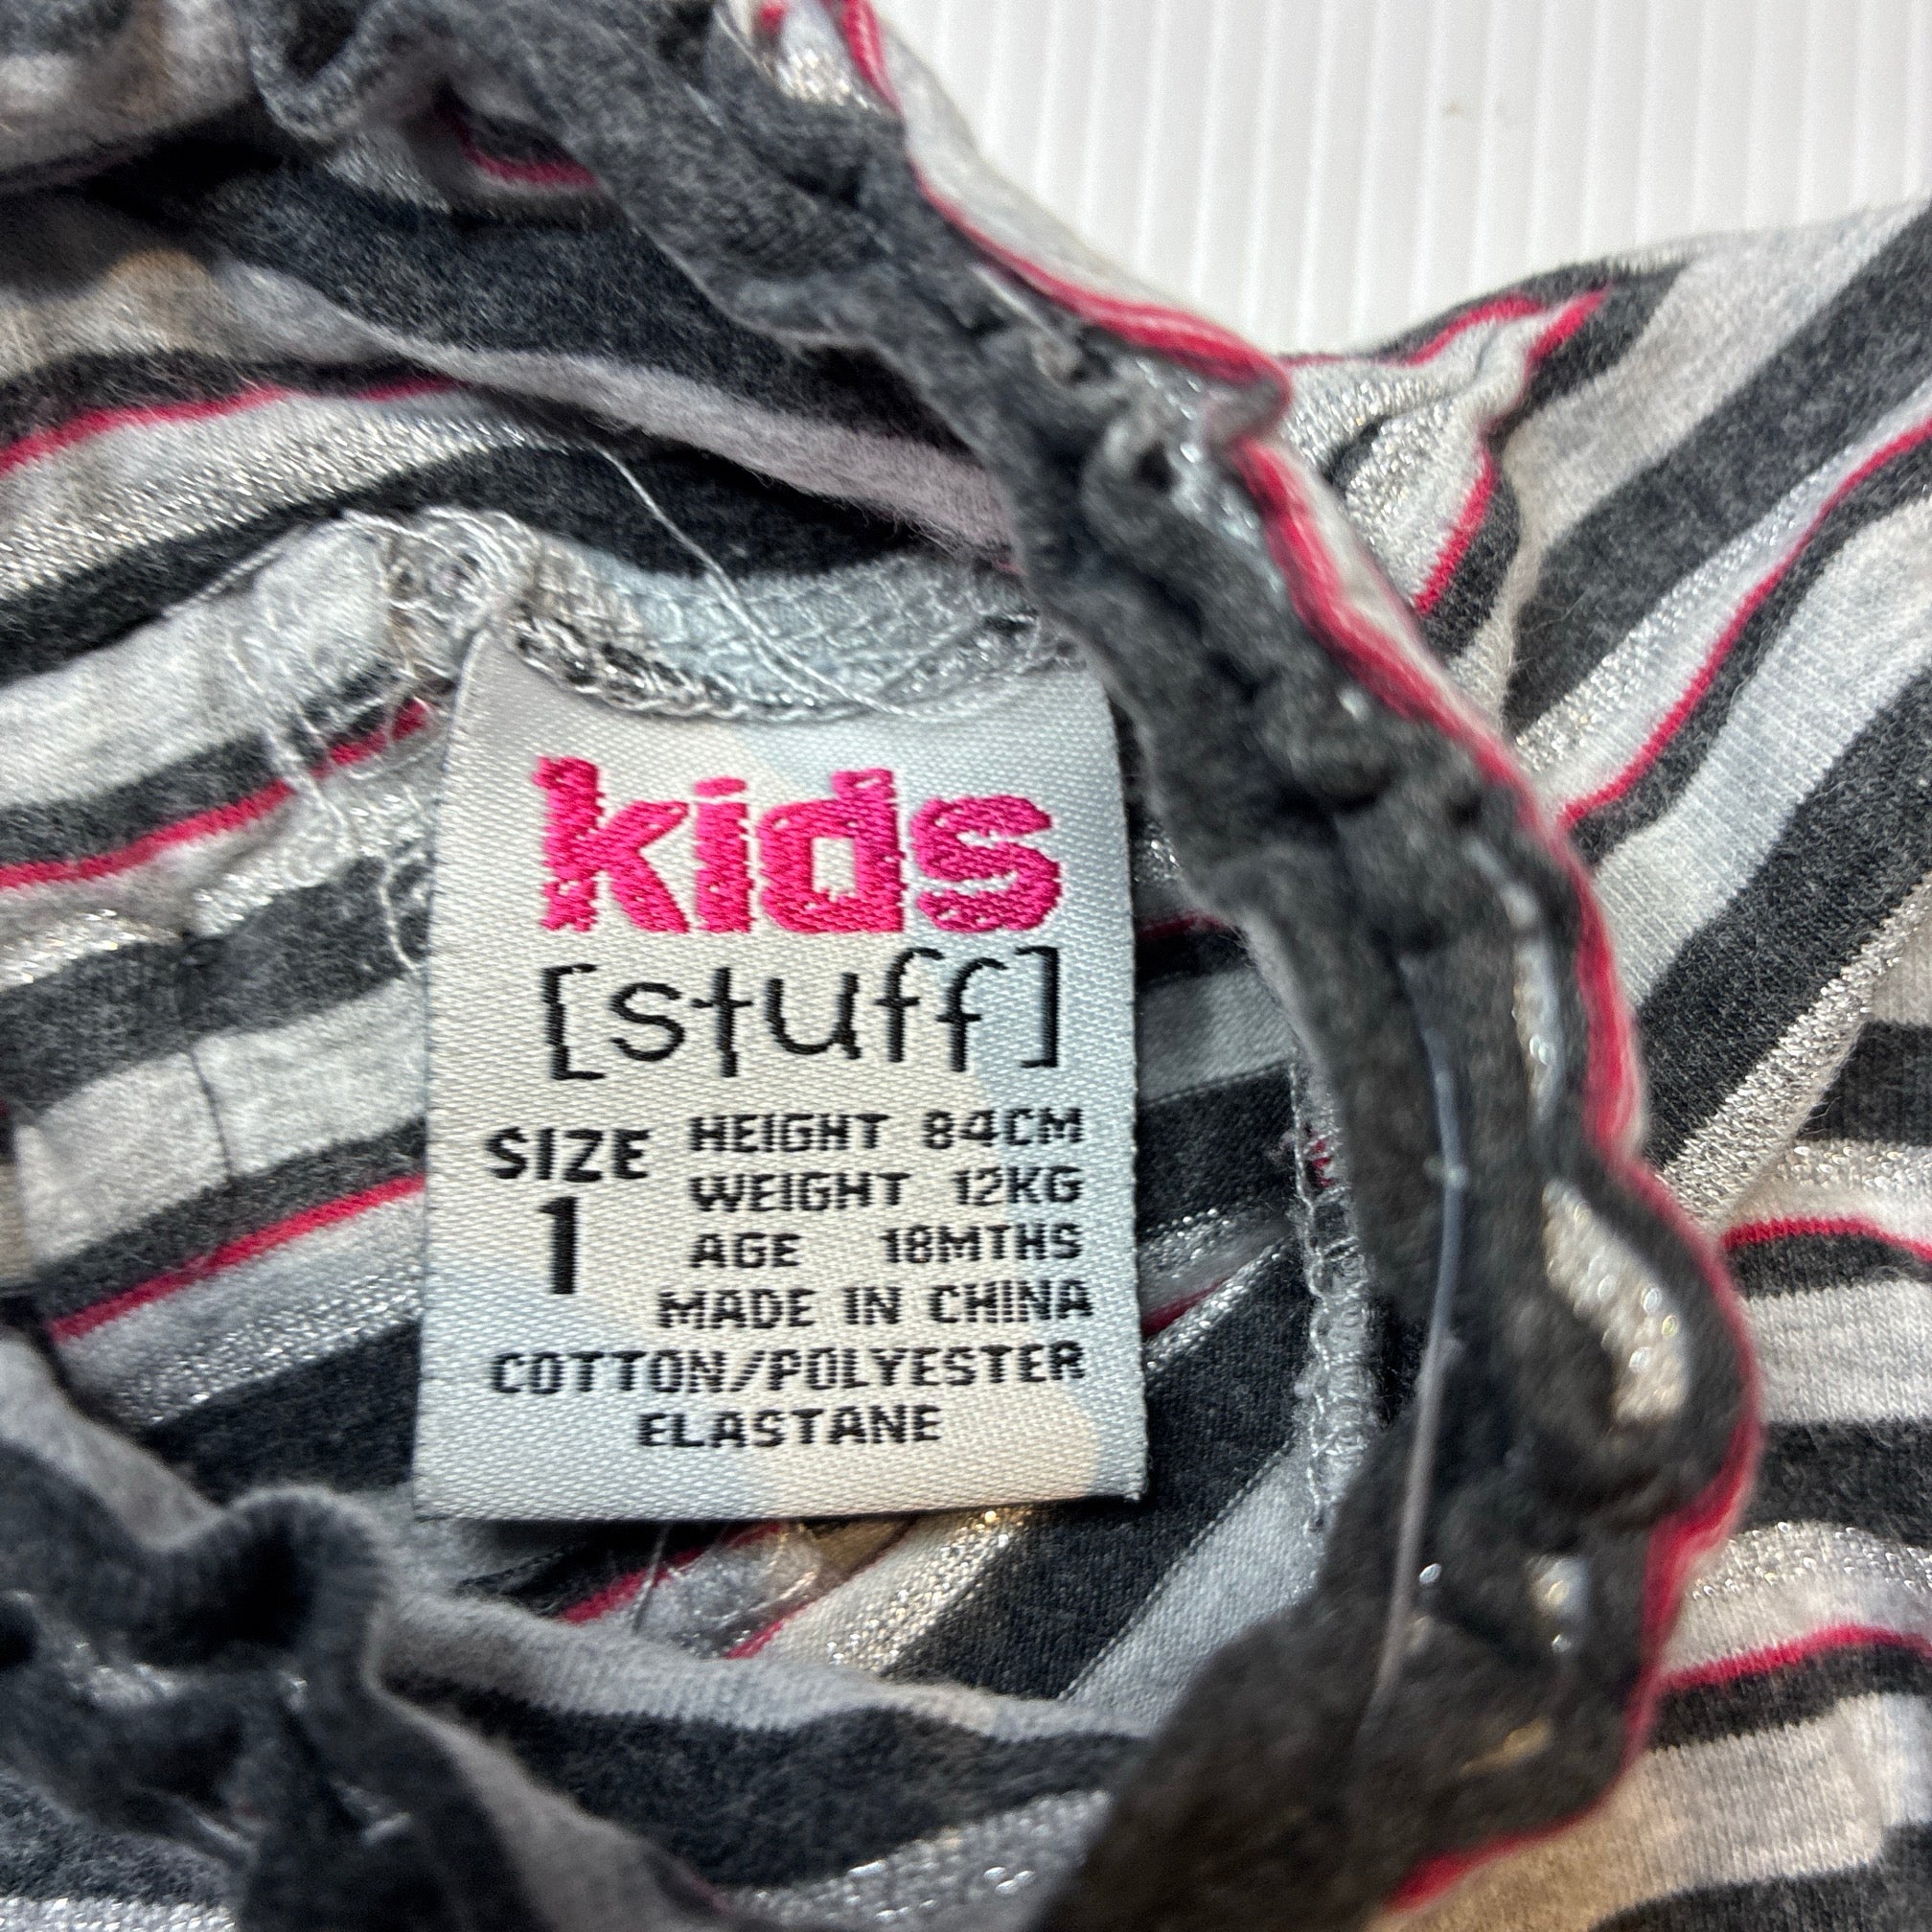 kids
[stuff]
SIZE
1
HEIGHT 84CM
WEIGHT 12KG
AGE 18MTHS
MADE IN CHINA
COTTON/POLYESTER
ELASTANE